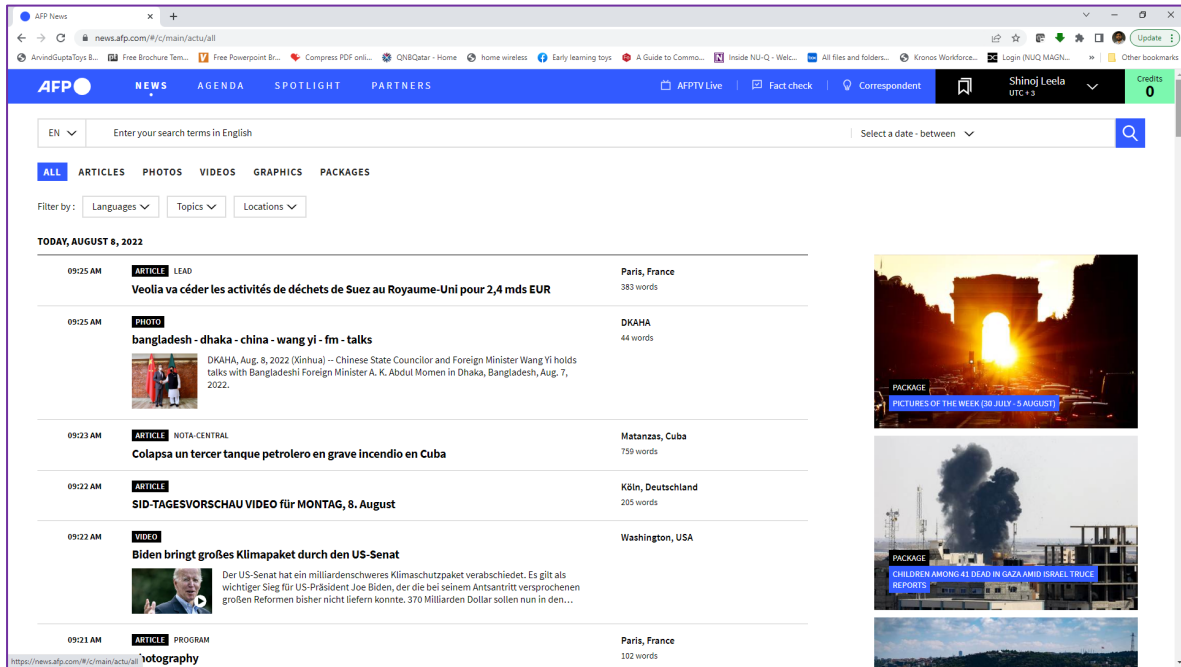 AFP News
news.afp.com/#/c/main/actu/all
Update
ArvindGuptaToys B...
Free Brochure Tem...
Free Powerpoint Br...
Compress PDF onli...
QNBQatar - Home
home wireless
Early learning toys
A Guide to Commo...
Inside NU-Q - Welc...
All files and folders...
Kronos Workforce...
Login (NUQ MAGN...
Other bookmarks
AFP
NEWS
AGENDA
SPOTLIGHT
PARTNERS
AFPTV Live
Fact check
Correspondent
Shinoj Leela
UTC + 3
Credits
0
EN
Enter your search terms in English
Select a date - between
ALL
ARTICLES
PHOTOS
VIDEOS
GRAPHICS
PACKAGES
Filter by :
Languages
Topics
Locations
TODAY, AUGUST 8, 2022
09:25 AM
ARTICLE LEAD
Paris, France
Veolia va céder les activités de déchets de Suez au Royaume-Uni pour 2,4 mds EUR
383 words
09:25 AM
PHOTO
DKAHA
bangladesh - dhaka - china - wang yi - fm - talks
44 words
DKAHA, Aug. 8, 2022 (Xinhua) -- Chinese State Councilor and Foreign Minister Wang Yi holds
talks with Bangladeshi Foreign Minister A. K. Abdul Momen in Dhaka, Bangladesh, Aug. 7,
2022.
09:23 AM
ARTICLE NOTA-CENTRAL
Matanzas, Cuba
Colapsa un tercer tanque petrolero en grave incendio en Cuba
759 words
09:22 AM
ARTICLE
Köln, Deutschland
SID-TAGESVORSCHAU VIDEO für MONTAG, 8. August
205 words
09:22 AM
VIDEO
Washington, USA
Biden bringt großes Klimapaket durch den US-Senat
Der US-Senat hat ein milliardenschweres Klimaschutzpaket verabschiedet. Es gilt als
wichtiger Sieg für US-Präsident Joe Biden, der die bei seinem Antsantritt versprochenen
großen Reformen bisher nicht liefern konnte. 370 Milliarden Dollar sollen nun in den...
09:21 AM
ARTICLE PROGRAM
Paris, France
hotography
102 words
PACKAGE
PICTURES OF THE WEEK (30 JULY - 5 AUGUST)
PACKAGE
CHILDREN AMONG 41 DEAD IN GAZA AMID ISRAEL TRUCE
REPORTS
https://news.afp.com/#/c/main/actu/all